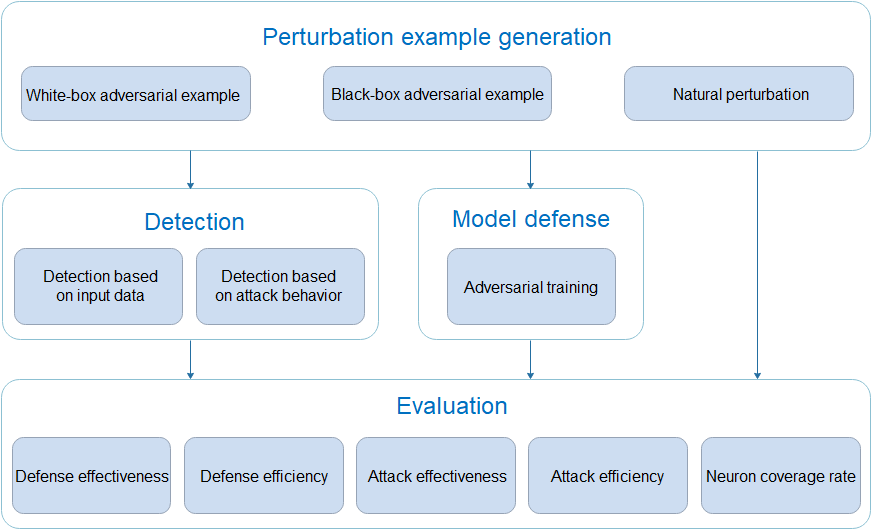 Perturbation example generation
White-box adversarial example
Black-box adversarial example
Natural perturbation
Detection
Detection based
on input data
Detection based
on attack behavior
Model defense
Adversarial training
Evaluation
Defense effectiveness
Defense efficiency
Attack effectiveness
Attack efficiency
Neuron coverage rate